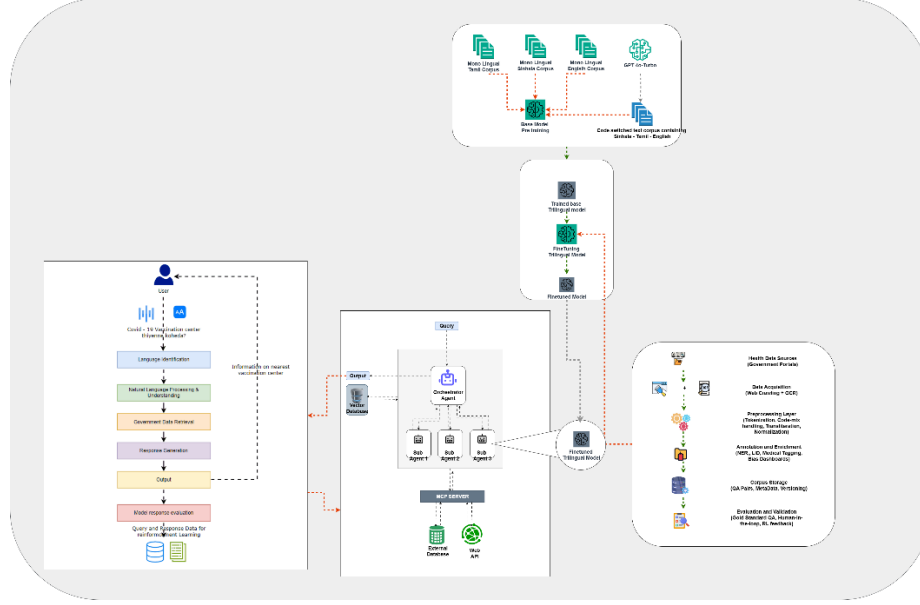 Mono Lingual
Tamil Corpus
Mono Lingual
Sinhala Corpus
Mono Lingual
English Corpus
GPT-4o-Turbo
Base Model
Pre training
Code switched text corpus containing
Sinhala - Tamil - English
Trained base
Trilingual model
FineTuning
Trilingual Model
Finetuned Model
User
Covid - 19 Vaccination center
thiyenne koheda?
Language Identification
Natural Language Processing &
Understanding
Government Data Retrieval
Response Generation
Output
Model response evaluation
Query and Response Data for
reinforcement Learning
Information on nearest
vaccination center
Query
Output
Vector
Database
Orchestrator
Agent
Sub
Agent 1
Sub
Agent 2
Sub
Agent 3
MCP SERVER
External
Database
Web
API
Finetuned
Trilingual Model
Health Data Sources
(Government Portals)
Data Acquisition
(Web Crawling + OCR)
Preprocessing Layer
(Tokenization, Code-mix
handling, Transliteration,
Normalization)
Annotation and Enrichment
(NER, LID, Medical Tagging,
Bias Dashboards)
Corpus Storage
(QA Pairs, MetaData, Versioning)
Evaluation and Validation
(Gold Standard QA, Human-in-
the-loop, RL feedback)